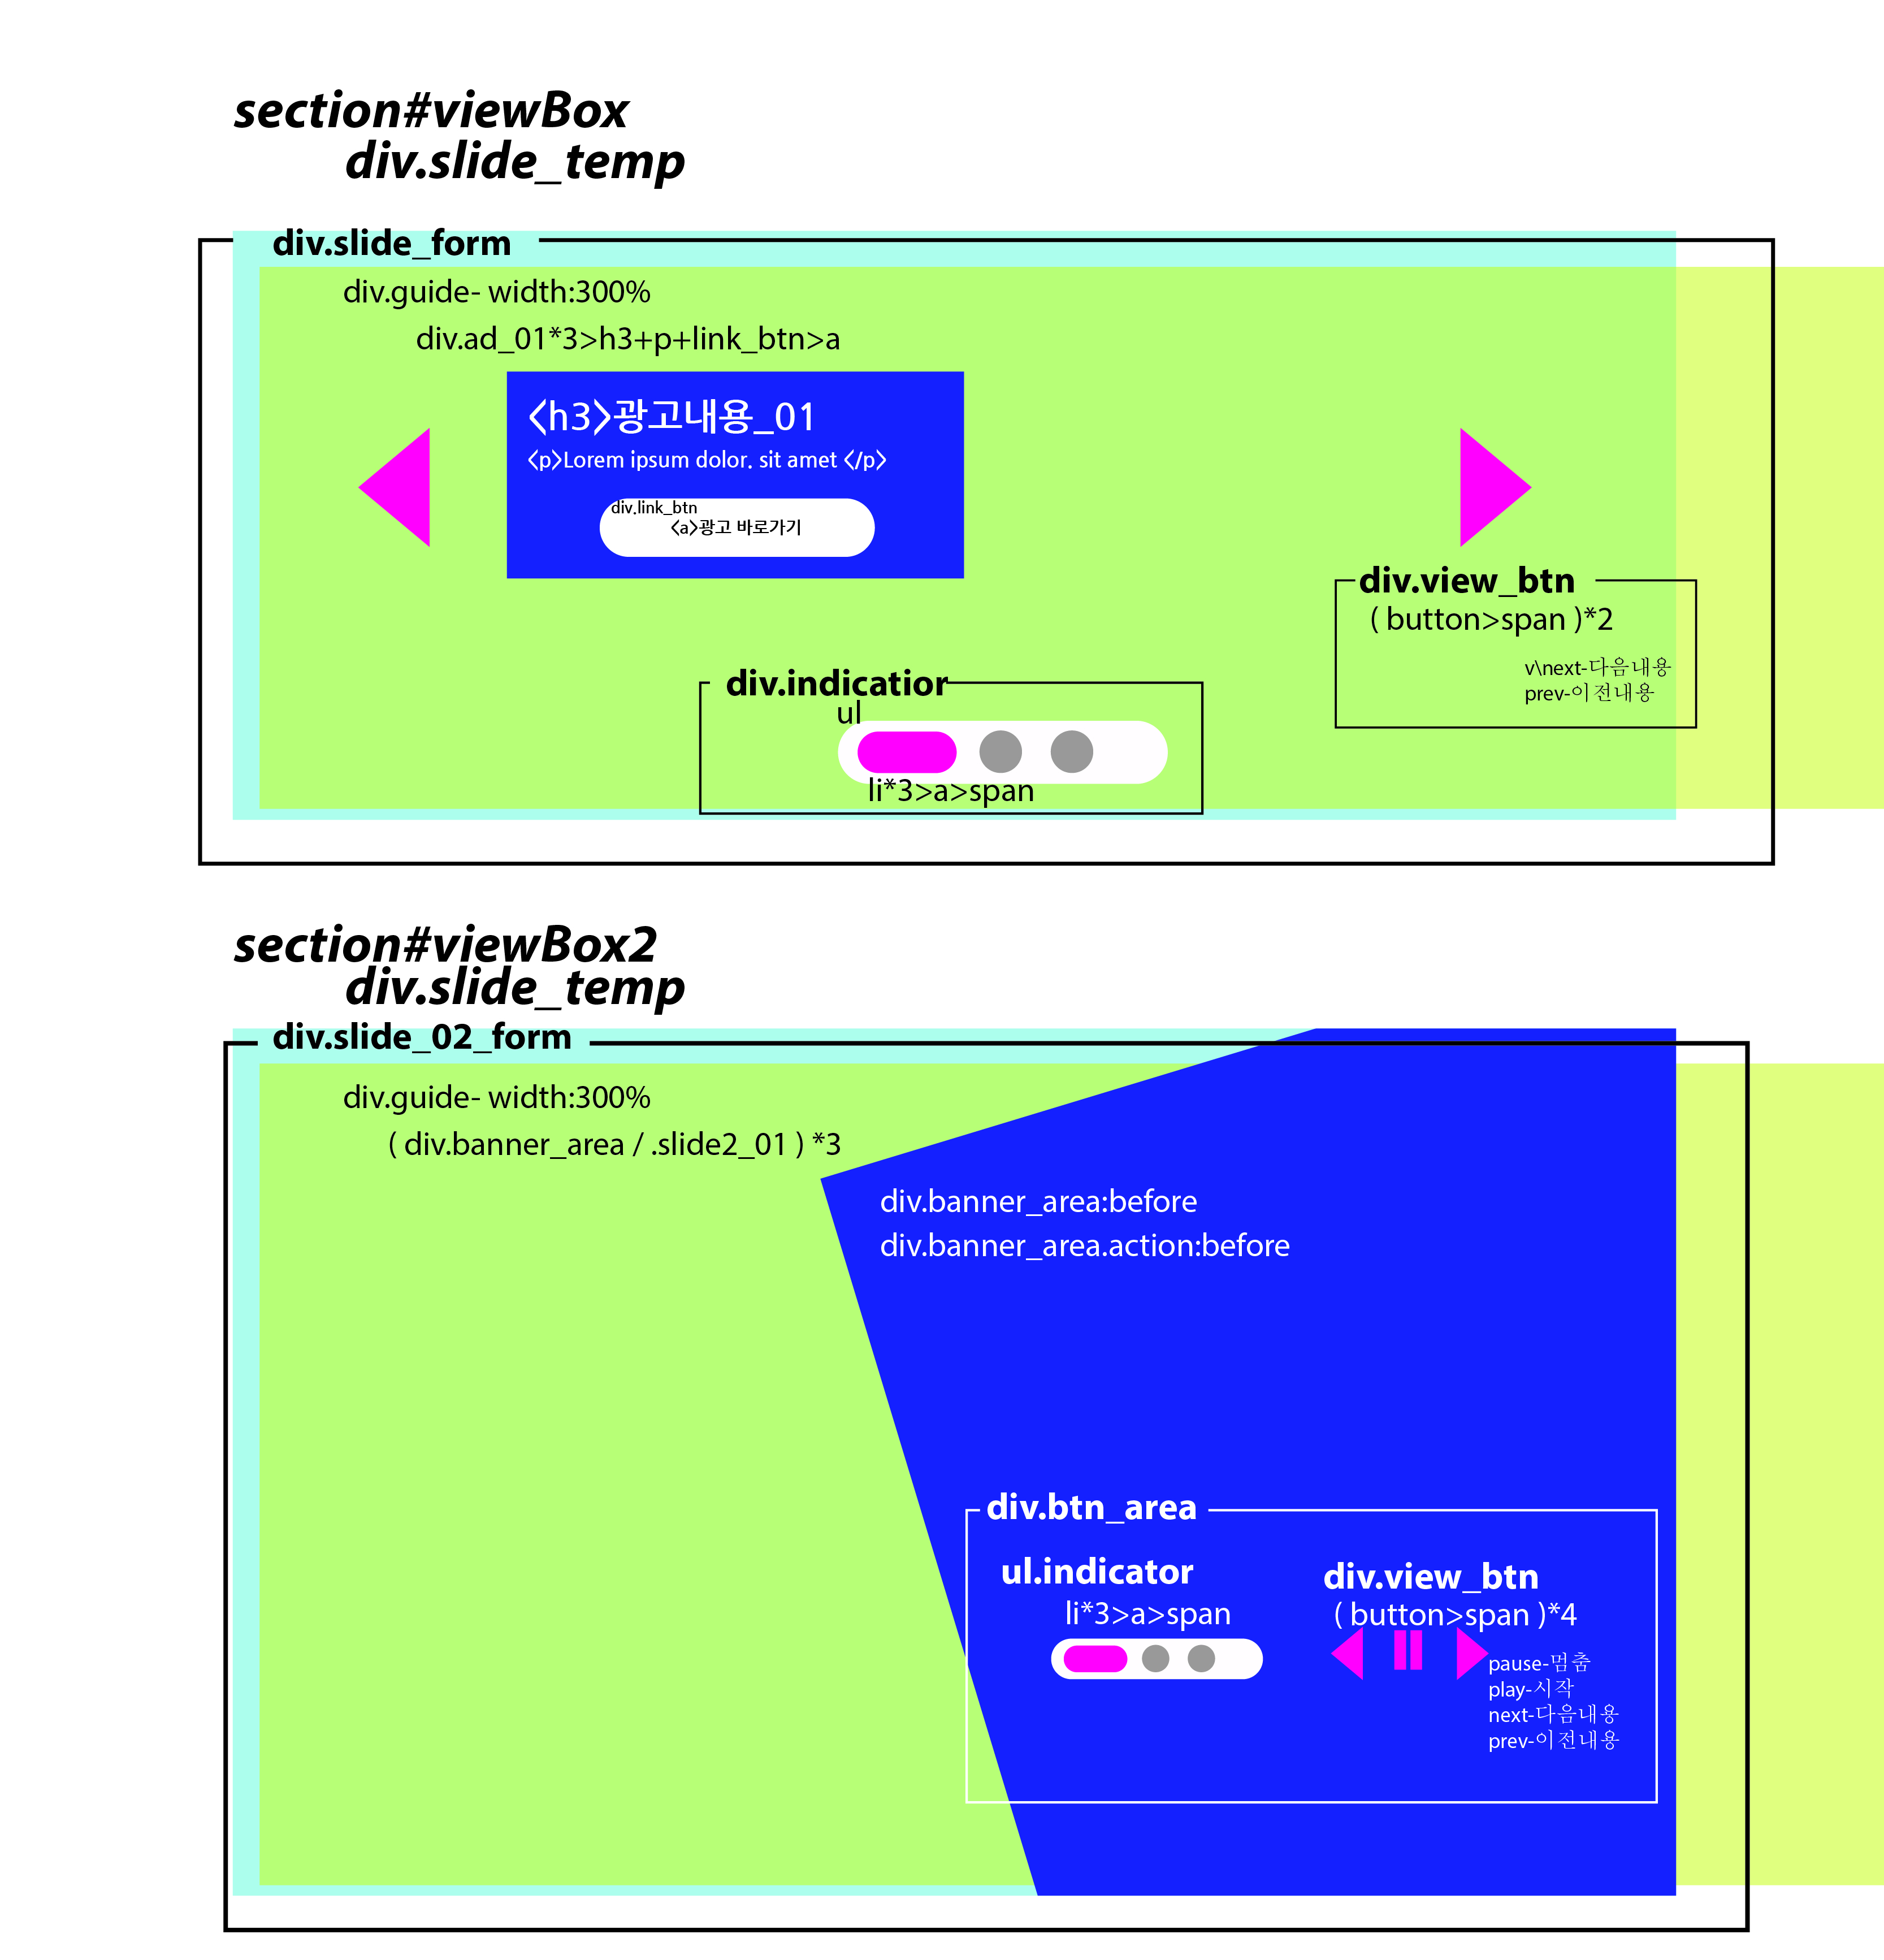 section#viewBox
div.slide_temp
div.slide_form
div.guide- width:300%
div.ad_01*3>h3+p+link_btn>a
<h3>광고내용_01
<p>Lorem ipsum dolor. sit amet </p>
div.link_btn
<a>광고 바로가기
div.view_btn
( button>span )*2
v\next-다음내용
prev-이전내용
div.indicatior
ul
li*3>a>span
section#viewBox2
div.slide_temp
div.slide_02_form
div.guide- width:300%
( div.banner_area / .slide2_01 ) *3
div.banner_area:before
div.banner_area.action:before
div.btn_area
ul.indicator
li*3>a>span
div.view_btn
( button>span )*4
pause-멈춤
play-시작
next-다음내용
prev-이전내용